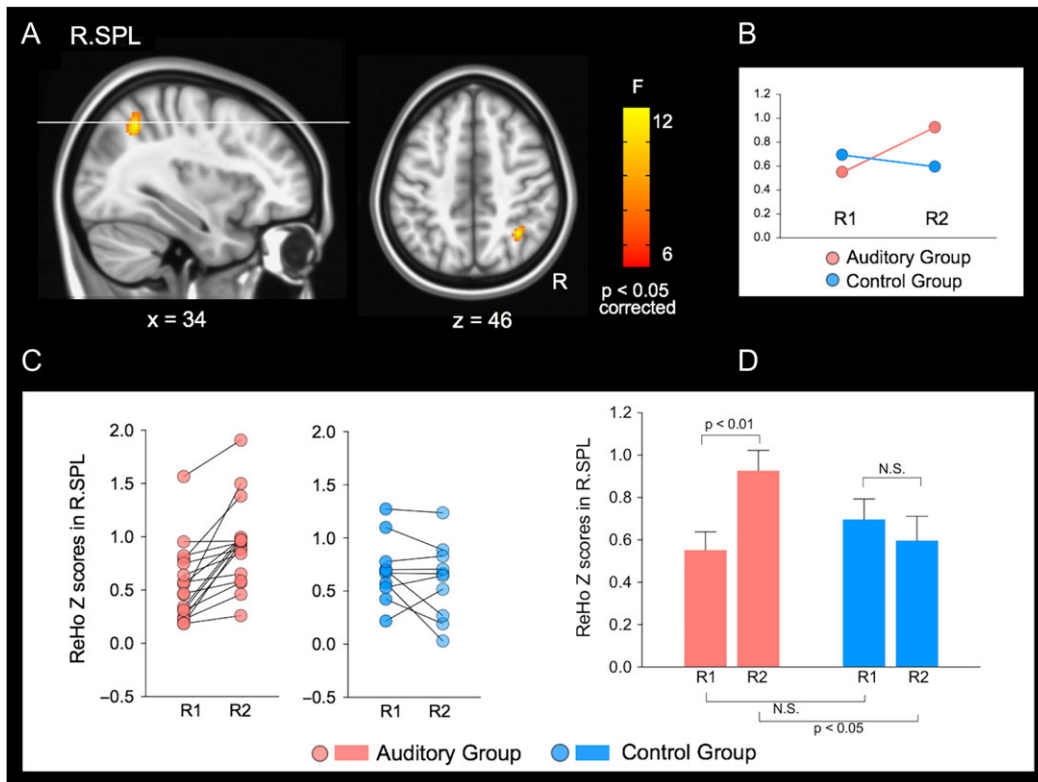 A
R.SPL
x = 34
z = 46
R
F
12
6
p < 0.05
corrected
B
1.2
1.0
0.8
0.6
0.4
0.2
0.0
R1 R2
Auditory Group
Control Group
C
ReHo Z scores in R.SPL
2.0
1.5
1.0
0.5
0.0
–0.5
R1 R2
2.0
1.5
1.0
0.5
0.0
–0.5
R1 R2
D
ReHo Z scores in R.SPL
1.2
1.0
0.8
0.6
0.4
0.2
0.0
p < 0.01
N.S.
R1 R2 R1 R2
N.S.
p < 0.05
Auditory Group Control Group